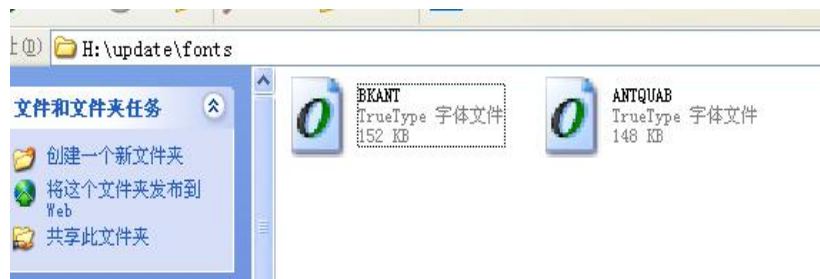 址(D) H:\update\fonts
文件和文件夹任务
创建一个新文件夹
将这个文件夹发布到
Web
共享此文件夹
BKANT
TrueType 字体文件
152 KB
ANTQUAB
TrueType 字体文件
148 KB